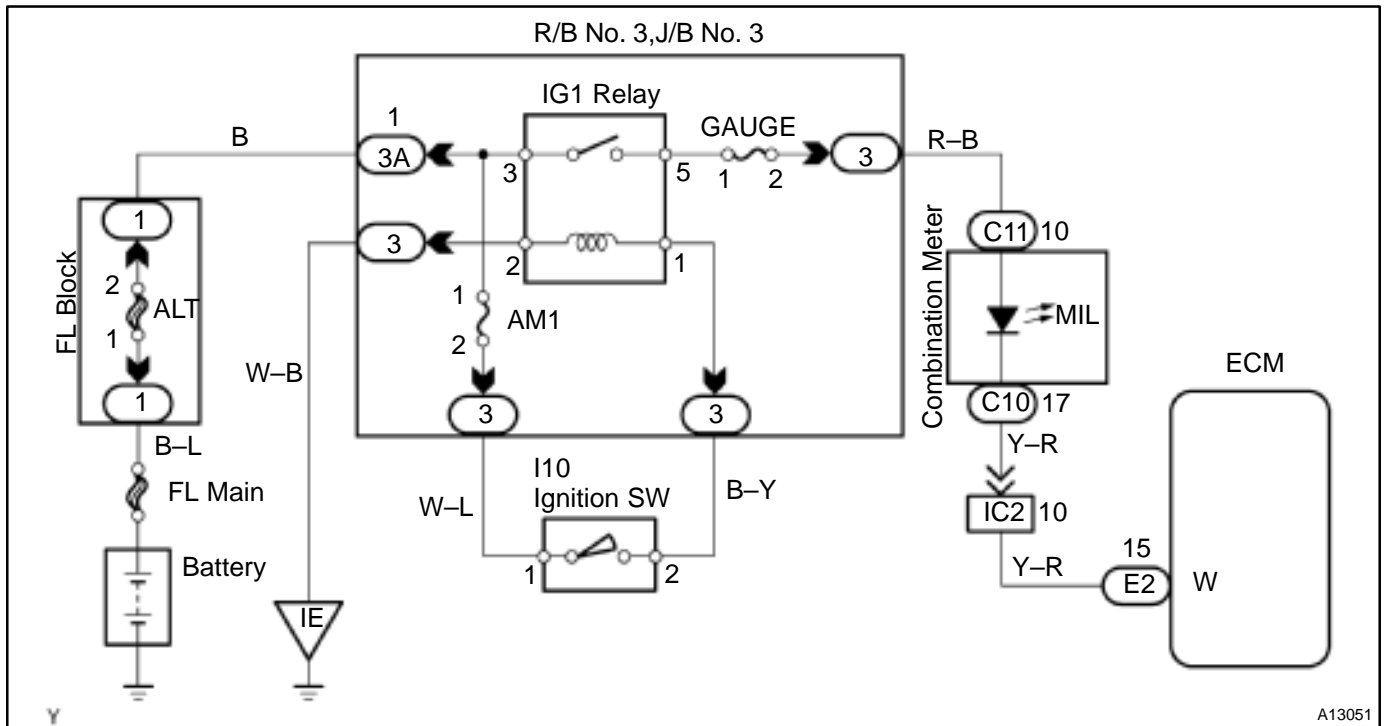 R/B No. 3,J/B No. 3
IG1 Relay
GAUGE
B
1
3A
3
5
1
2
3
R–B
FL Block
1
2
ALT
1
1
3
2
1
1
AM1
2
W–B
3
3
C11 10
Combination Meter
MIL
C10 17
ECM
B–L
FL Main
Battery
W–L
I10
Ignition SW
B–Y
1
2
IE
Y–R
IC2 10
Y–R
15
E2
W
Y
A13051